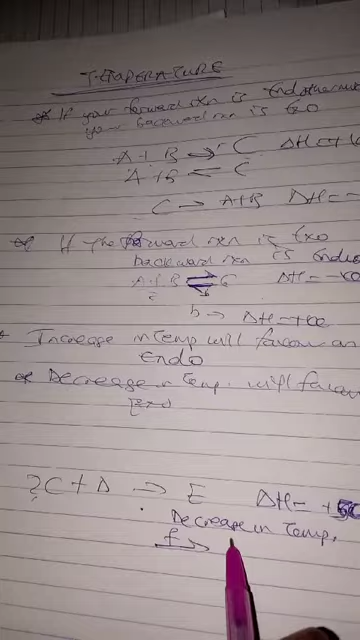 TEMPERATURE
* If your forward rxn is Endothermic
your backward rxn is Exo
A + B → C ΔH = +ve
A + B ← C
C → A + B ΔH = -
* If the forward rxn is Exo
backward rxn is Endo
A + B ⇌ C ΔH = -ve
b → ΔH = +ve
* Increase in Temp will favour an
Endo
* Decrease in Temp. will favour
Exo
2C + D → E ΔH = +
Decrease in Temp.
f →